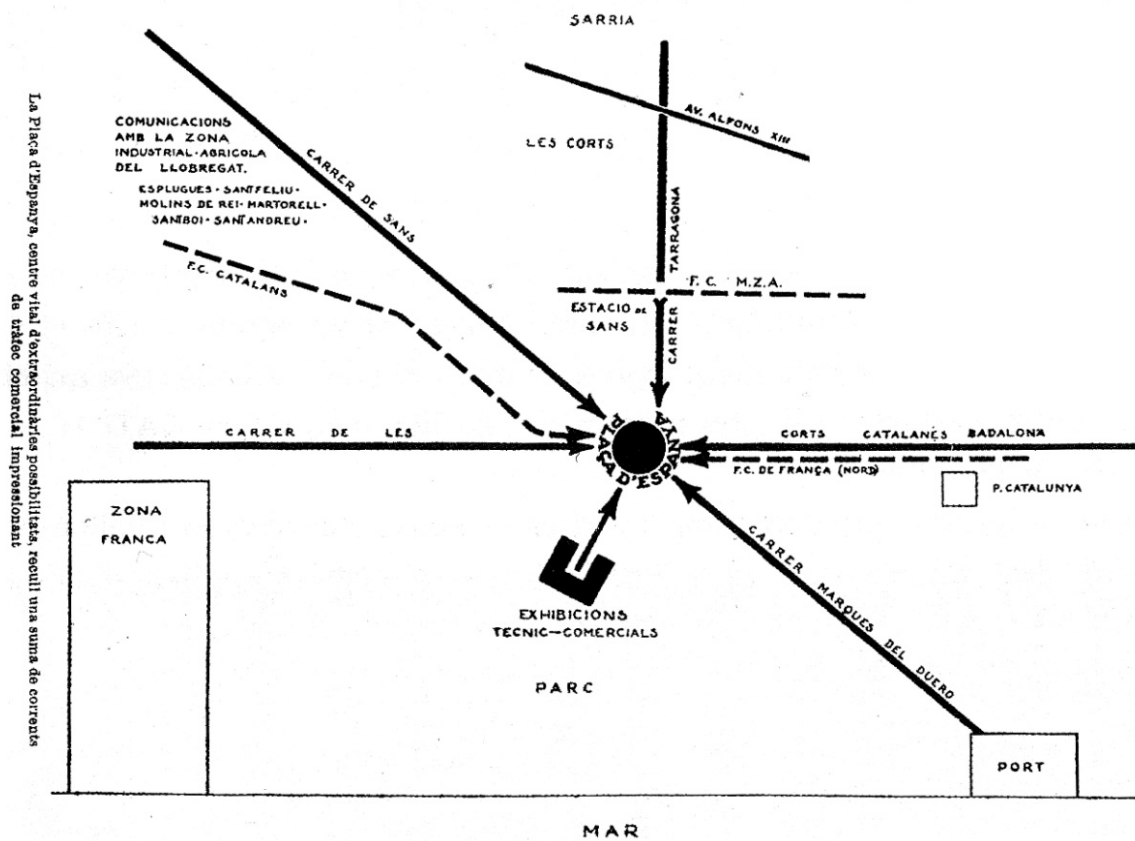 SARRIA
AV. ALFONS XIII
LES CORTS
COMUNICACIONS
AMB LA ZONA
INDUSTRIAL-AGRICOLA
DEL LLOBREGAT.
ESPLUGUES - SANTFELIU -
MOLINS DE REI - MARTORELL -
SANTBOI - SANTANDREU -
CARRER DE SANS
F.C. CATALANS
CARRER TARRAGONA
F.C. M.Z.A.
ESTACIO DE
SANS
PLAÇA D'ESPANYA
CARRER DE LES CORTS CATALANES BADALONA
F.C. DE FRANÇA (NORD)
P. CATALUNYA
ZONA
FRANCA
EXHIBICIONS
TECNIC-COMERCIALS
CARRER MARQUES DEL DUERO
PARC
PORT
MAR
La Plaça d'Espanya, centre vital d'extraordinàries possibilitats, recull una suma de corrents
de tràfec comercial impressionant